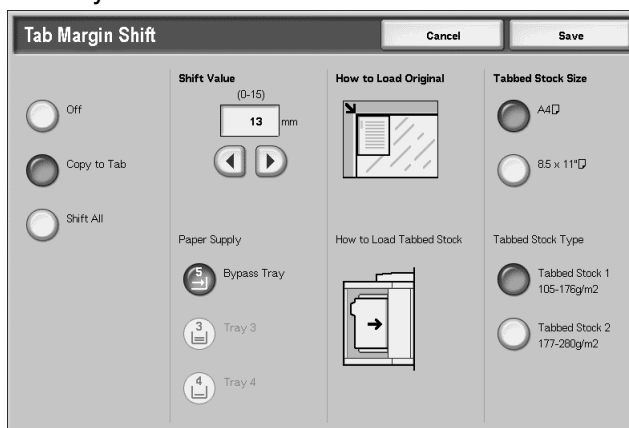 Tab Margin Shift
Cancel
Save
Off
Copy to Tab
Shift All
Shift Value
(0-15)
13 mm
Paper Supply
5 Bypass Tray
3 Tray 3
4 Tray 4
How to Load Original
How to Load Tabbed Stock
Tabbed Stock Size
A4
8.5 x 11"
Tabbed Stock Type
Tabbed Stock 1
105-176g/m2
Tabbed Stock 2
177-280g/m2